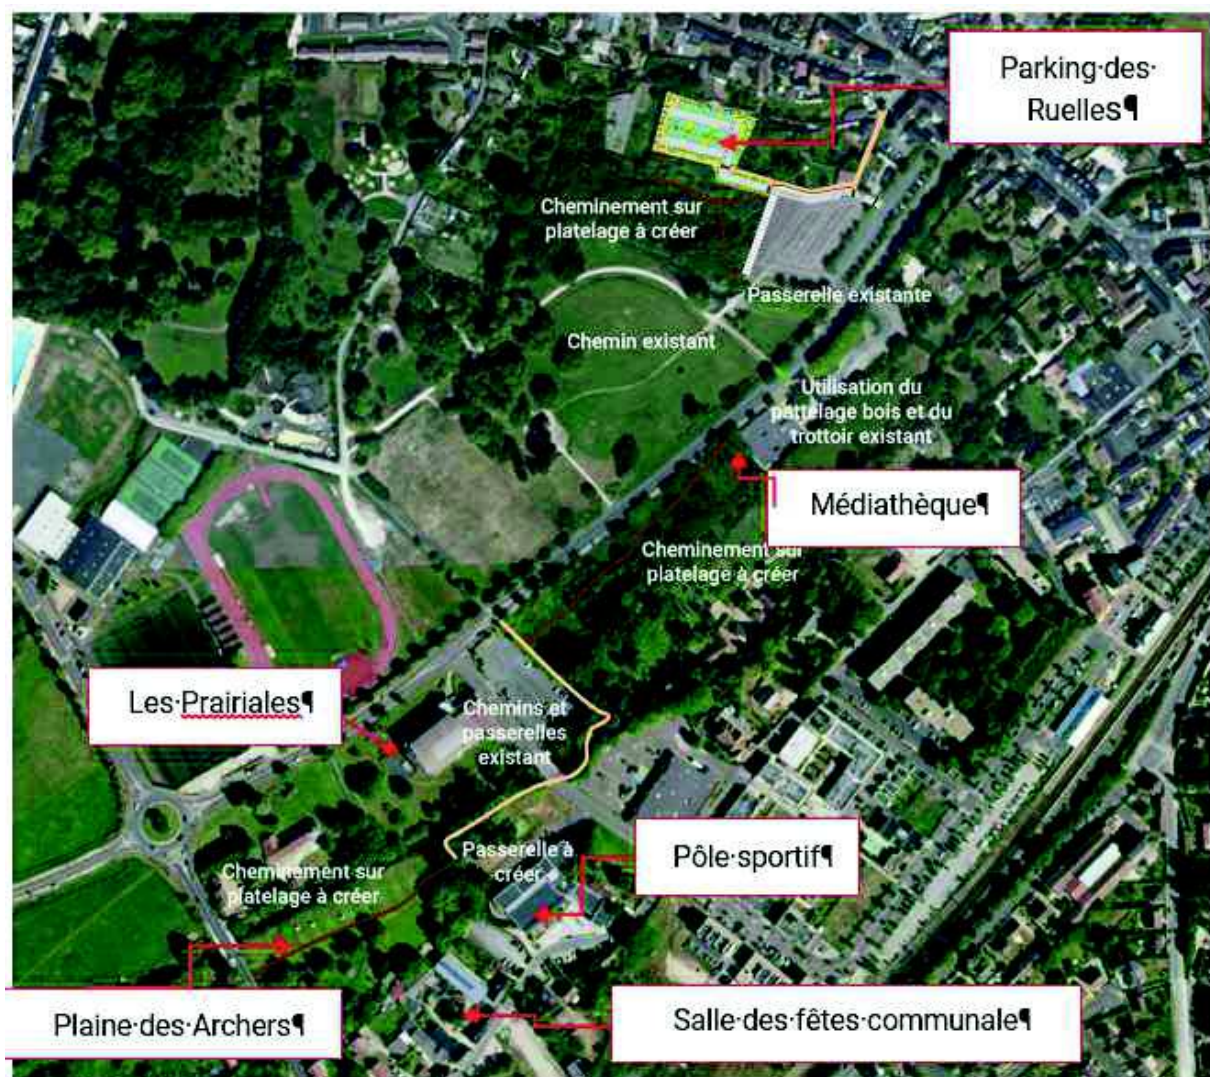 Parking·des·
Ruelles¶
Cheminement sur
platelage à créer
Passerelle existante
Chemin existant
Utilisation du
pattelage bois et du
trottoir existant
Médiathèque¶
Cheminement sur
platelage à créer
Les·Prairiales¶
Chemins et
passerelles
existant
Passerelle à
créer
Pôle·sportif¶
Cheminement sur
platelage à créer
Plaine·des·Archers¶
Salle·des·fêtes·communale¶